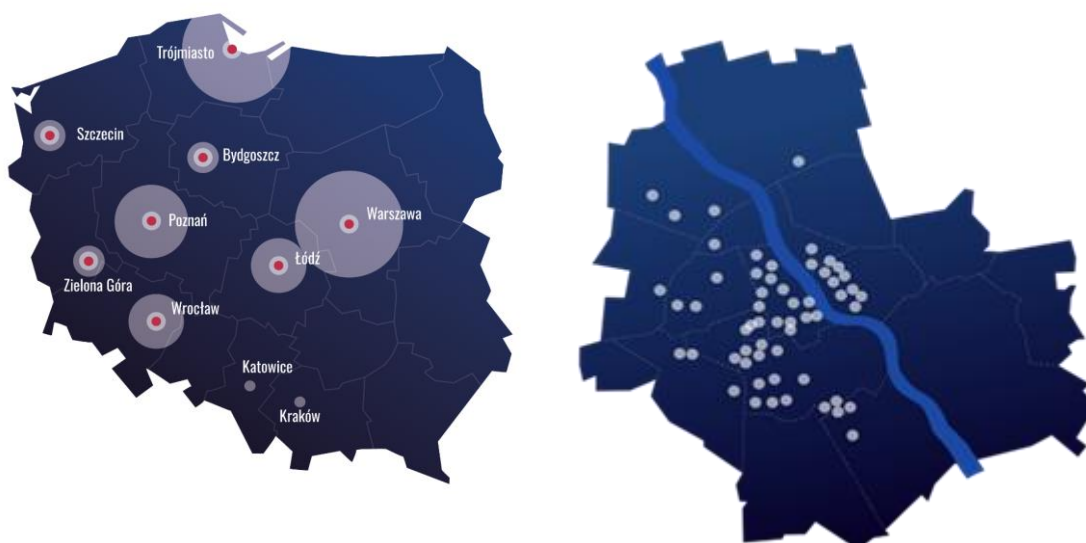 Trójmiasto
Szczecin
Bydgoszcz
Poznań
Warszawa
Łódź
Zielona Góra
Wrocław
Katowice
Kraków